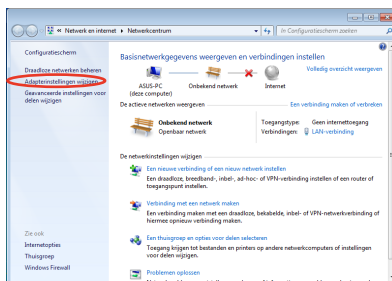 Netwerk en internet ▸ Netwerkcentrum
In Configuratiescherm zoeken
Configuratiescherm
Draadloze netwerken beheren
Adapterinstellingen wijzigen
Geavanceerde instellingen voor
delen wijzigen
Zie ook
Internetopties
Thuisgroep
Windows Firewall
Basisnetwerkgegevens weergeven en verbindingen instellen
Volledig overzicht weergeven
ASUS-PC
(deze computer)
Onbekend netwerk
Internet
De actieve netwerken weergeven
Een verbinding maken of verbreken
Onbekend netwerk
Openbaar netwerk
Toegangstype: Geen internettoegang
Verbindingen: LAN-verbinding
De netwerkinstellingen wijzigen
Een nieuwe verbinding of een nieuw netwerk instellen
Een draadloze, breedband-, inbel-, ad-hoc- of VPN-verbinding instellen of een router of
toegangspunt instellen.
Verbinding met een netwerk maken
Een verbinding maken met een draadloze, bekabelde, inbel- of VPN-netwerkverbinding of
hiermee opnieuw verbinden.
Een thuisgroep en opties voor delen selecteren
Toegang krijgen tot bestanden en printers op andere netwerkcomputers of instellingen
voor delen wijzigen.
Problemen oplossen